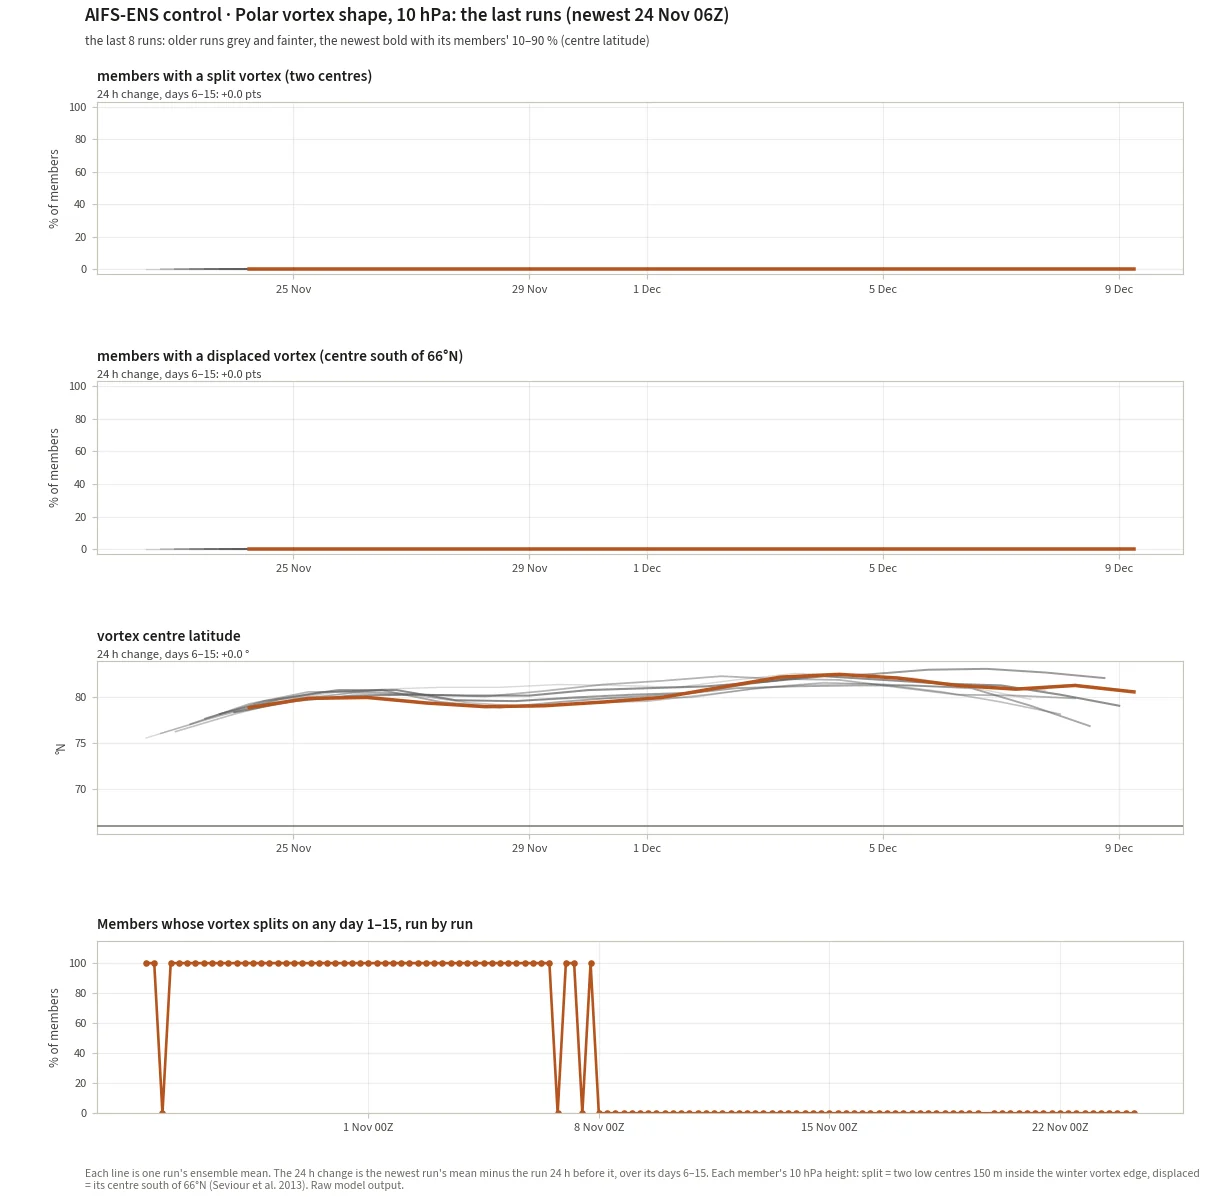 AIFS-ENS control · Polar vortex shape, 10 hPa: the last runs (newest 24 Nov 06Z)
the last 8 runs: older runs grey and fainter, the newest bold with its members' 10–90 % (centre latitude)
members with a split vortex (two centres)
24 h change, days 6–15: +0.0 pts
100
80
60
40
20
0
% of members
25 Nov
29 Nov
1 Dec
5 Dec
9 Dec
members with a displaced vortex (centre south of 66°N)
24 h change, days 6–15: +0.0 pts
100
80
60
40
20
0
% of members
25 Nov
29 Nov
1 Dec
5 Dec
9 Dec
vortex centre latitude
24 h change, days 6–15: +0.0 °
80
75
70
°N
25 Nov
29 Nov
1 Dec
5 Dec
9 Dec
Members whose vortex splits on any day 1–15, run by run
100
80
60
40
20
0
% of members
1 Nov 00Z
8 Nov 00Z
15 Nov 00Z
22 Nov 00Z
Each line is one run's ensemble mean. The 24 h change is the newest run's mean minus the run 24 h before it, over its days 6–15. Each member's 10 hPa height: split = two low centres 150 m inside the winter vortex edge, displaced
= its centre south of 66°N (Seviour et al. 2013). Raw model output.